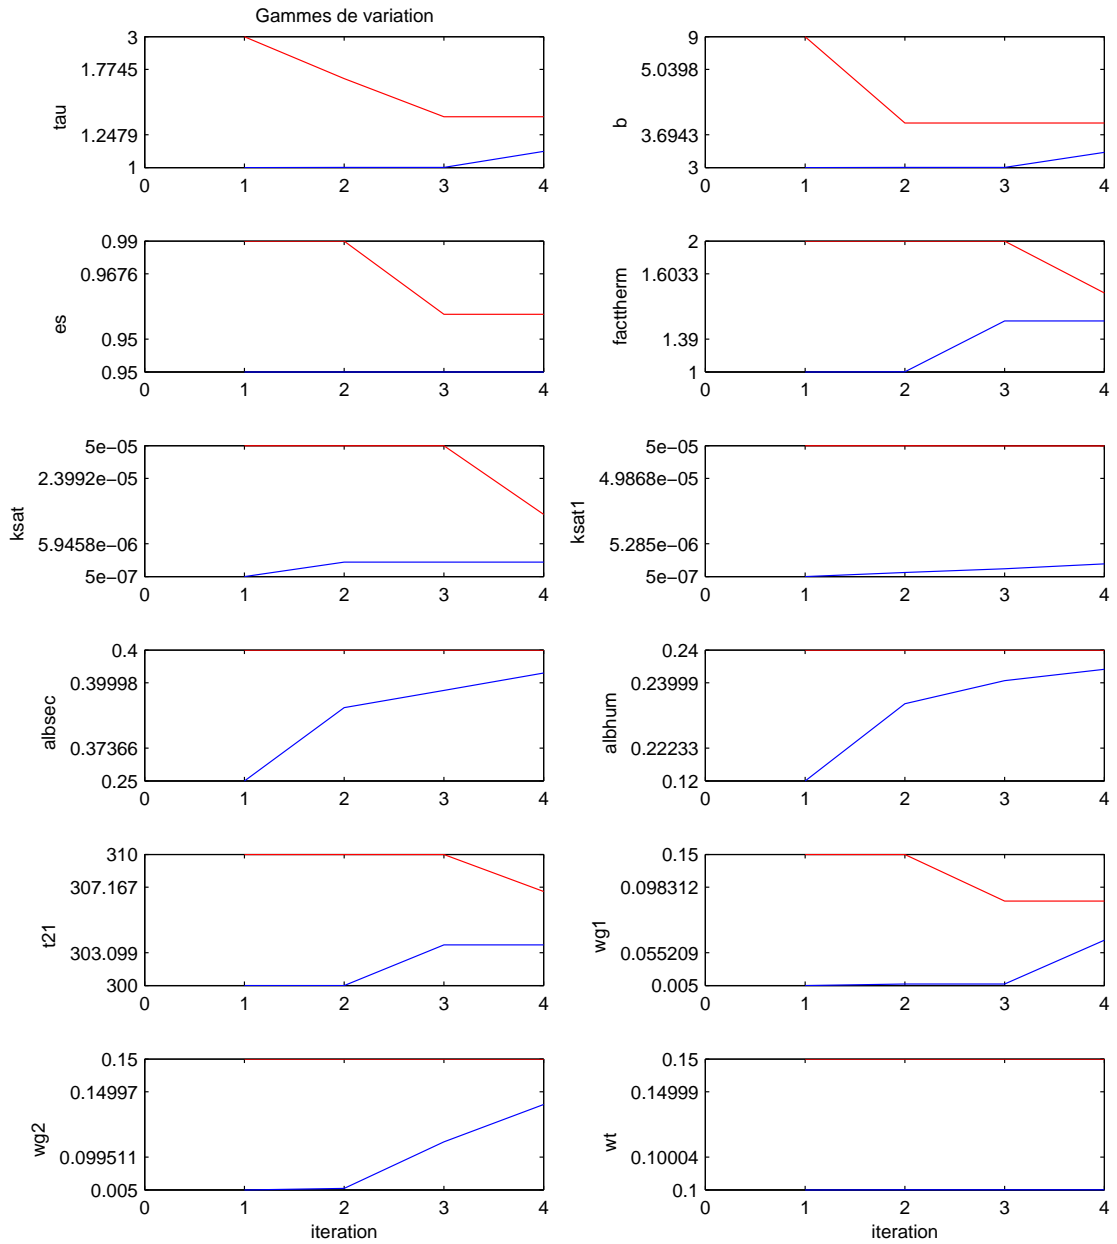 Gammes de variation
3
1.7745
1.2479
1
tau
0 1 2 3 4
9
5.0398
3.6943
3
b
0 1 2 3 4
0.99
0.9676
0.95
0.95
es
0 1 2 3 4
2
1.6033
1.39
1
facttherm
0 1 2 3 4
5e−05
2.3992e−05
5.9458e−06
5e−07
ksat
0 1 2 3 4
5e−05
4.9868e−05
5.285e−06
5e−07
ksat1
0 1 2 3 4
0.4
0.39998
0.37366
0.25
albsec
0 1 2 3 4
0.24
0.23999
0.22233
0.12
albhum
0 1 2 3 4
310
307.167
303.099
300
t21
0 1 2 3 4
0.15
0.098312
0.055209
0.005
wg1
0 1 2 3 4
0.15
0.14997
0.099511
0.005
wg2
0 1 2 3 4
iteration
0.15
0.14999
0.10004
0.1
wt
0 1 2 3 4
iteration